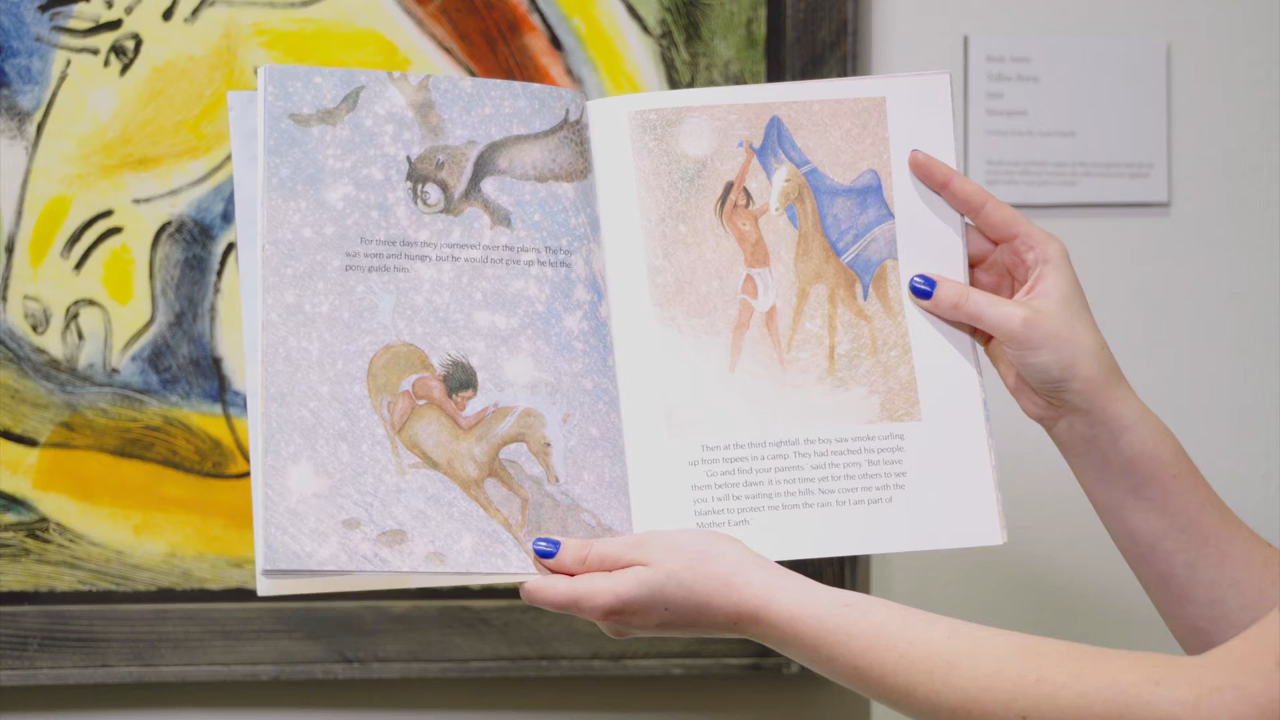 For three days they journeyed over the plains. The boy
was worn and hungry, but he would not give up; he let the
pony guide him.
Then at the third nightfall, the boy saw smoke curling
up from tepees in a camp. They had reached his people.
"Go and find your parents," said the pony. "But leave
them before dawn; it is not time yet for the others to see
you. I will be waiting in the hills. Now cover me with the
blanket to protect me from the rain, for I am part of
Mother Earth."